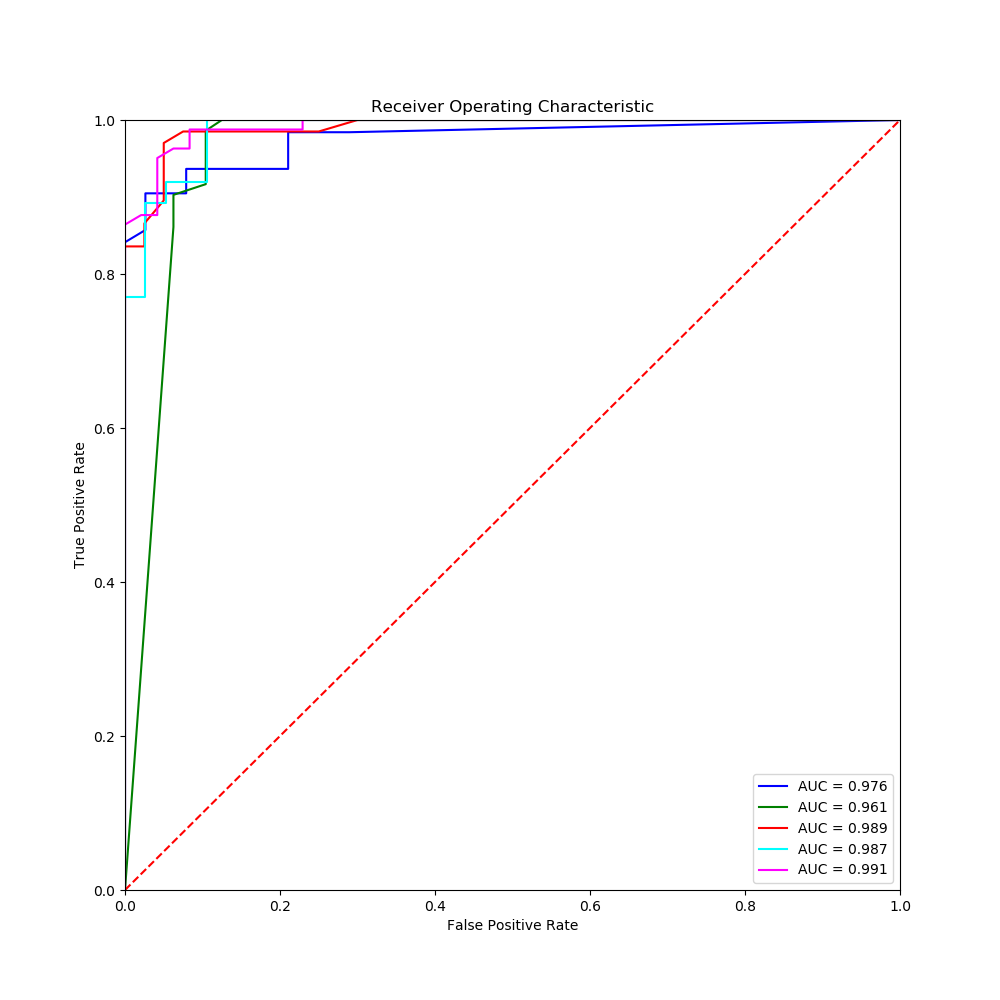 Receiver Operating Characteristic
1.0
0.8
0.6
0.4
0.2
0.0
True Positive Rate
0.0 0.2 0.4 0.6 0.8 1.0
False Positive Rate
AUC = 0.976
AUC = 0.961
AUC = 0.989
AUC = 0.987
AUC = 0.991